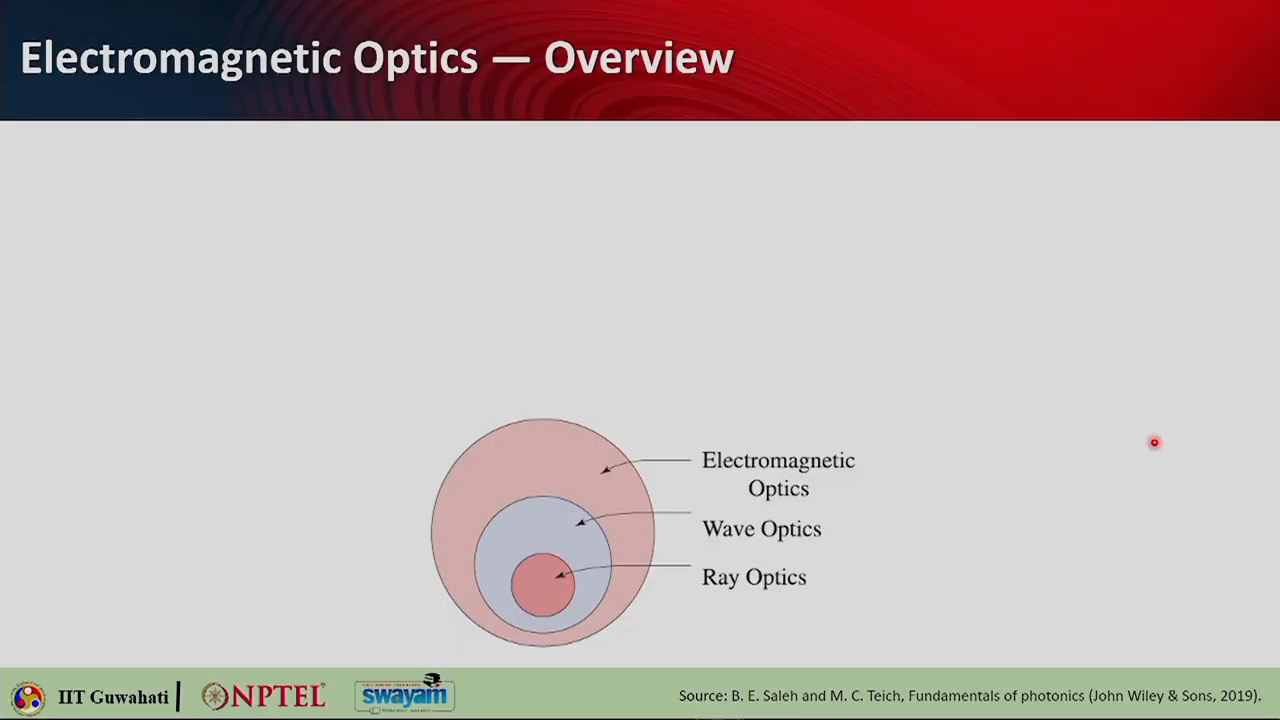 Electromagnetic Optics — Overview
Electromagnetic
Optics
Wave Optics
Ray Optics
IIT Guwahati
NPTEL
swayam
Source: B. E. Saleh and M. C. Teich, Fundamentals of photonics (John Wiley & Sons, 2019).